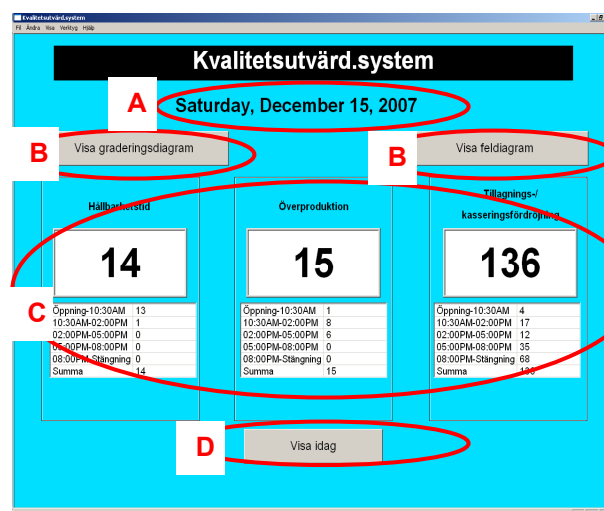 Kvalitetsutvärd.system
Fil Ändra Visa Verktyg Hjälp
Kvalitetsutvärd.system
A
Saturday, December 15, 2007
B
Visa graderingsdiagram
B
Visa feldiagram
Hållbarhetstid
Överproduktion
Tillagnings-/
kasseringsfördröjning
14
15
136
C
Öppning-10:30AM 13
10:30AM-02:00PM 1
02:00PM-05:00PM 0
05:00PM-08:00PM 0
08:00PM-Stängning 0
Summa 14
Öppning-10:30AM 1
10:30AM-02:00PM 8
02:00PM-05:00PM 6
05:00PM-08:00PM 0
08:00PM-Stängning 0
Summa 15
Öppning-10:30AM 4
10:30AM-02:00PM 17
02:00PM-05:00PM 12
05:00PM-08:00PM 35
08:00PM-Stängning 68
Summa 136
D
Visa idag